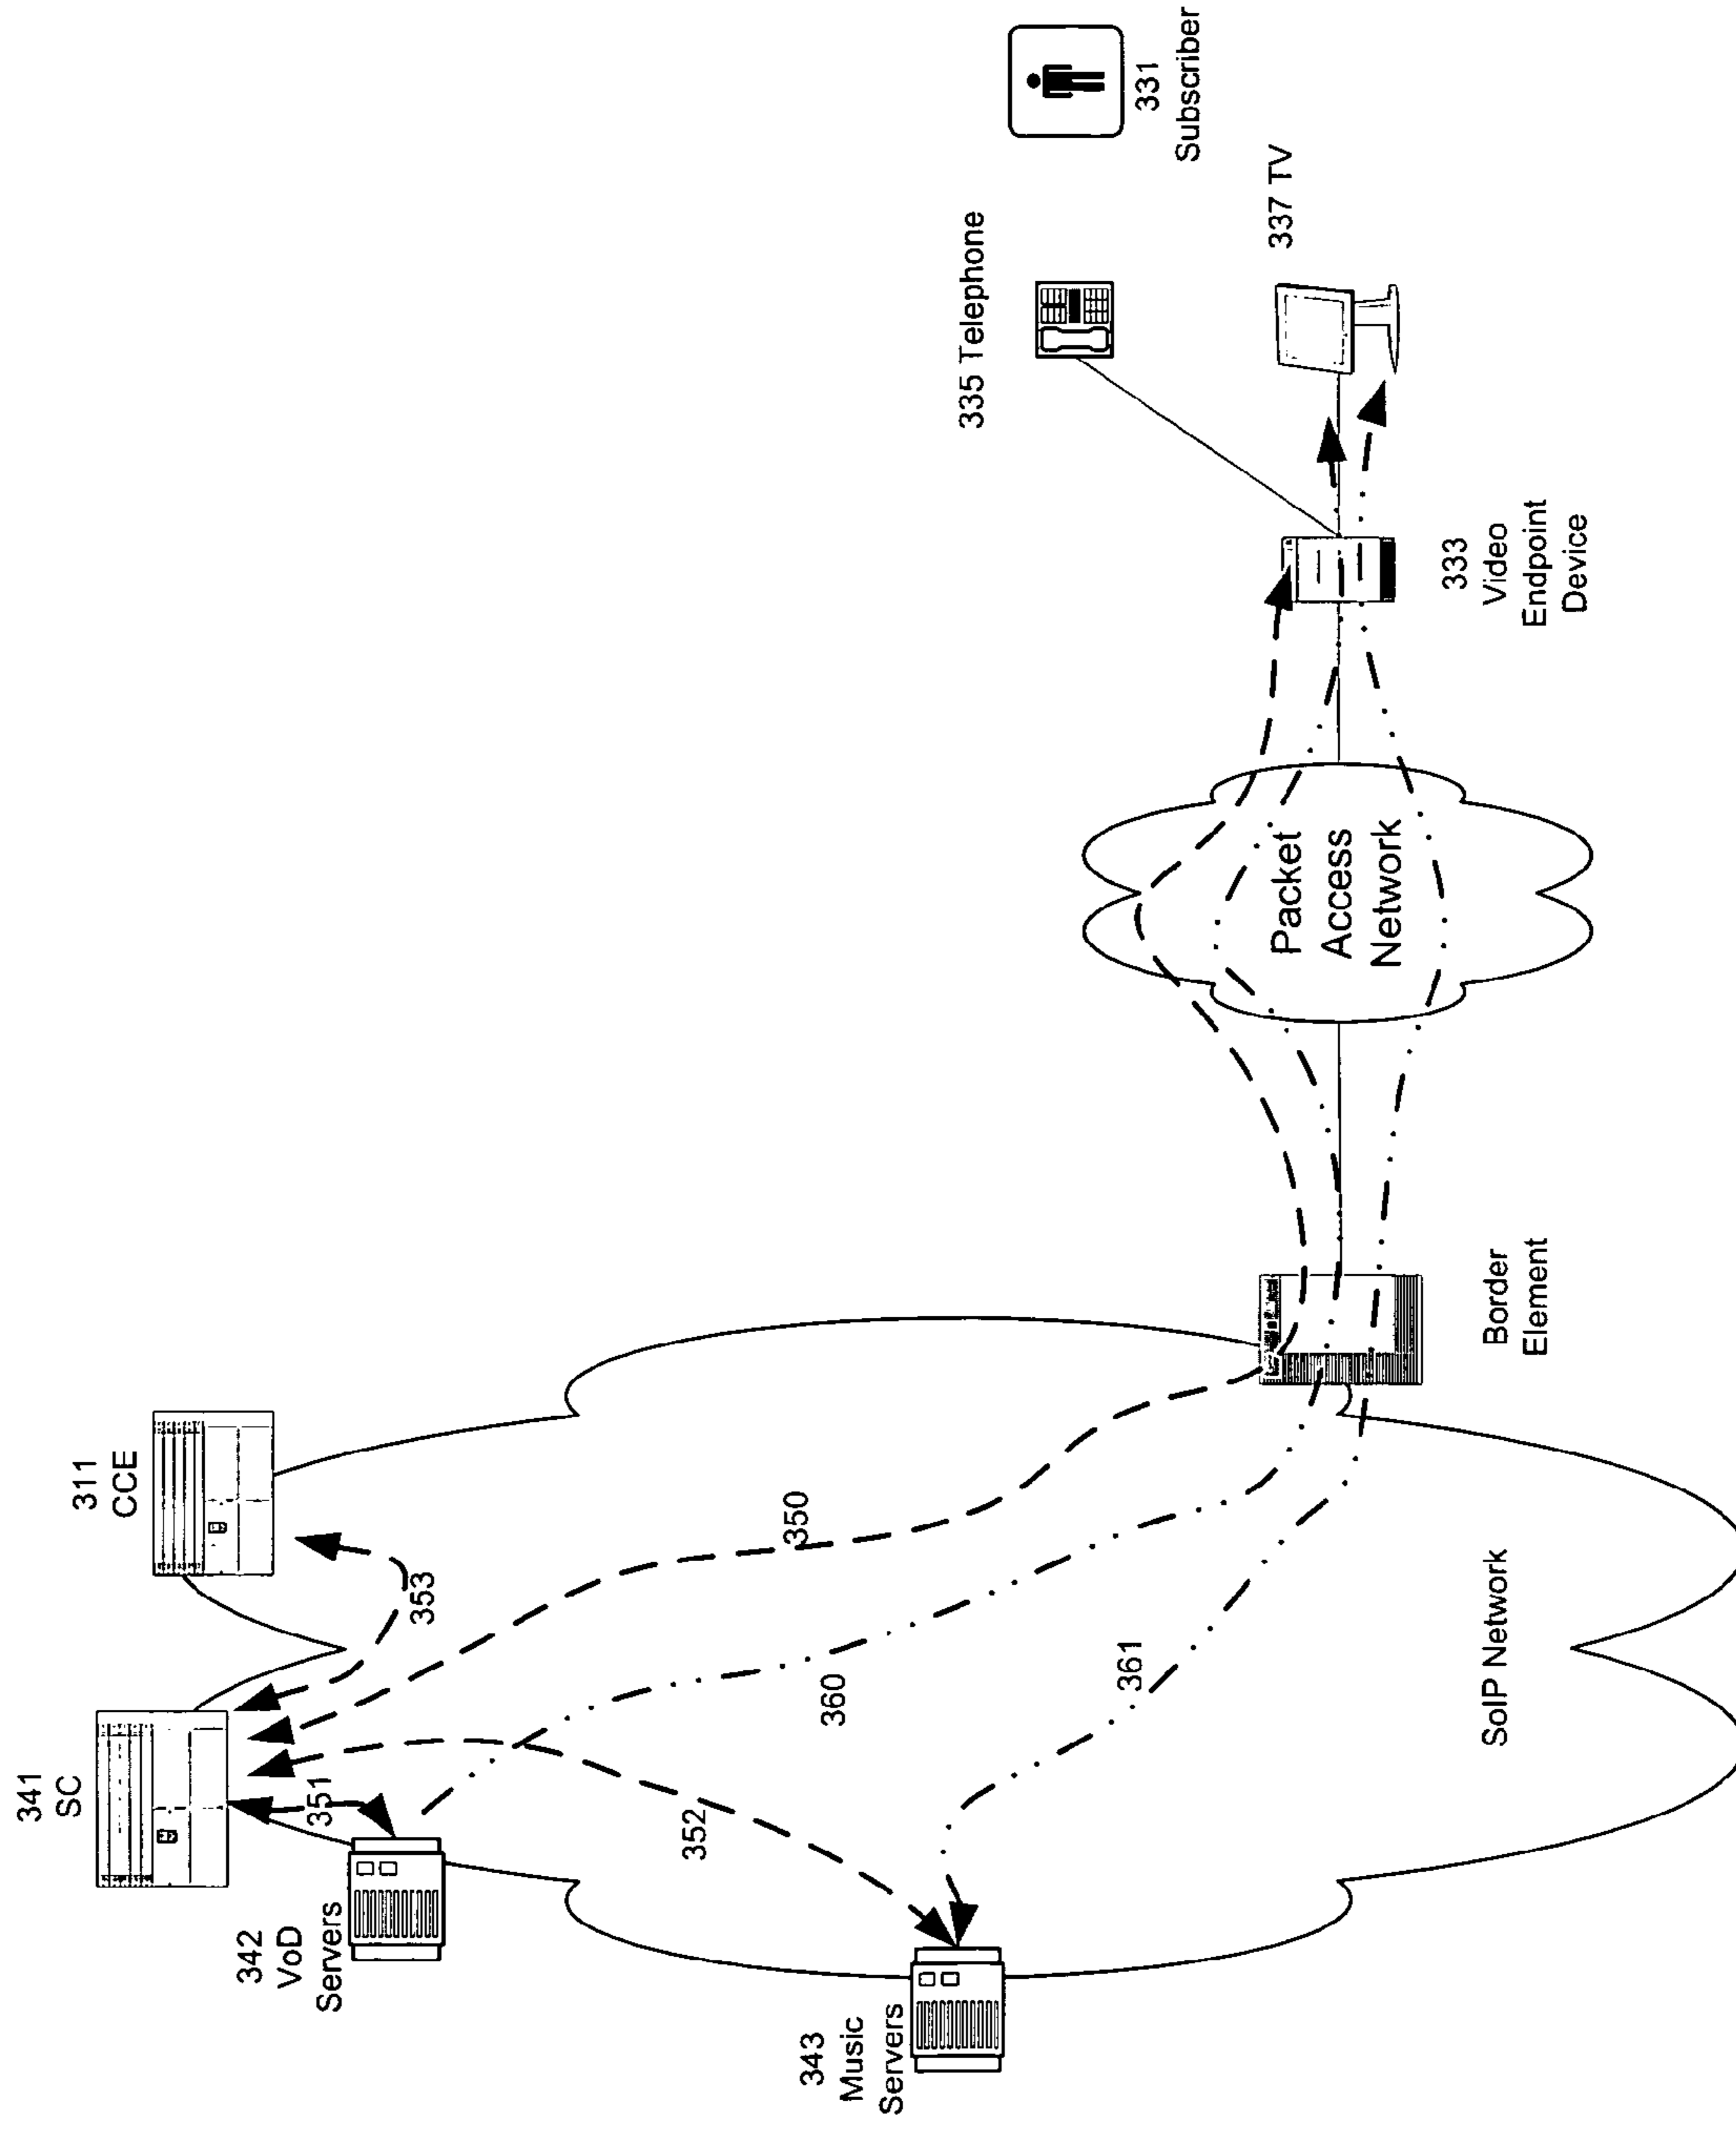 341
SC
311
CCE
342
VoD
Servers
351
353
350
352
360
361
343
Music
Servers
SoIP Network
Border
Element
Packet
Access
Network
333
Video
Endpoint
Device
335 Telephone
337 TV
331
Subscriber